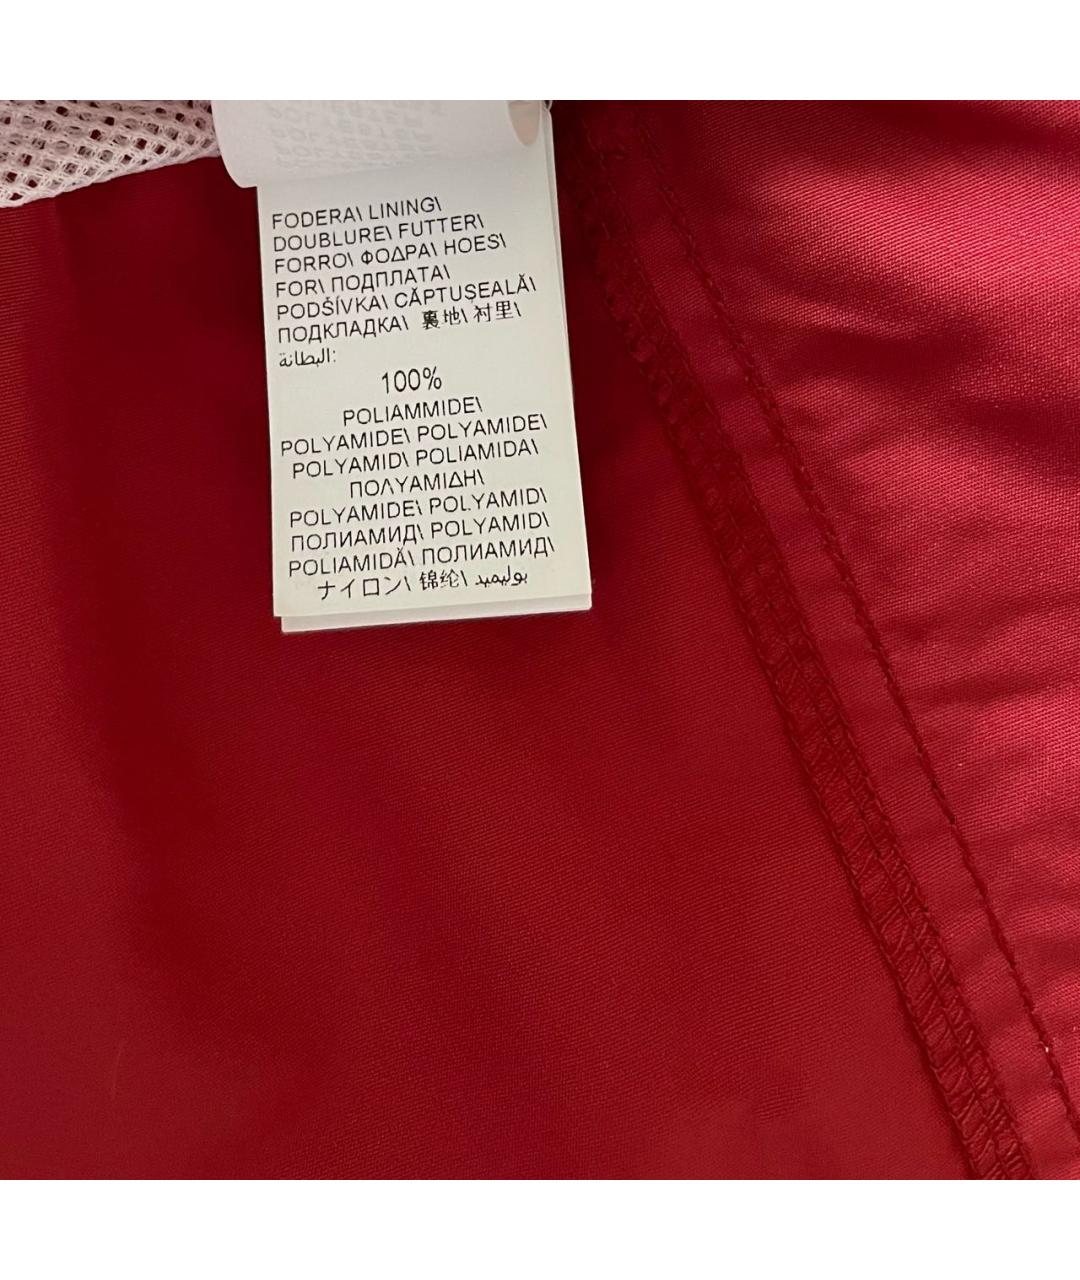 FODERA\ LINING\
DOUBLURE\ FUTTER\
FORRO\ ΦΟΔΡΑ\ HOES\
FOR\ ПОДПЛАТА\
PODŠÍVKA\ CĂPTUŞEALĂ\
ПОДКЛАДКА\ 裏地\ 衬里\
البطانة:
100%
POLIAMMIDE\
POLYAMIDE\ POLYAMIDE\
POLYAMID\ POLIAMIDA\
ΠΟΛΥΑΜΙΔΗ\
POLYAMIDE\ POLYAMID\
ПОЛИАМИД\ POLYAMID\
POLIAMIDĂ\ ПОЛИАМИД\
ナイロン\ 锦纶\ بوليميد